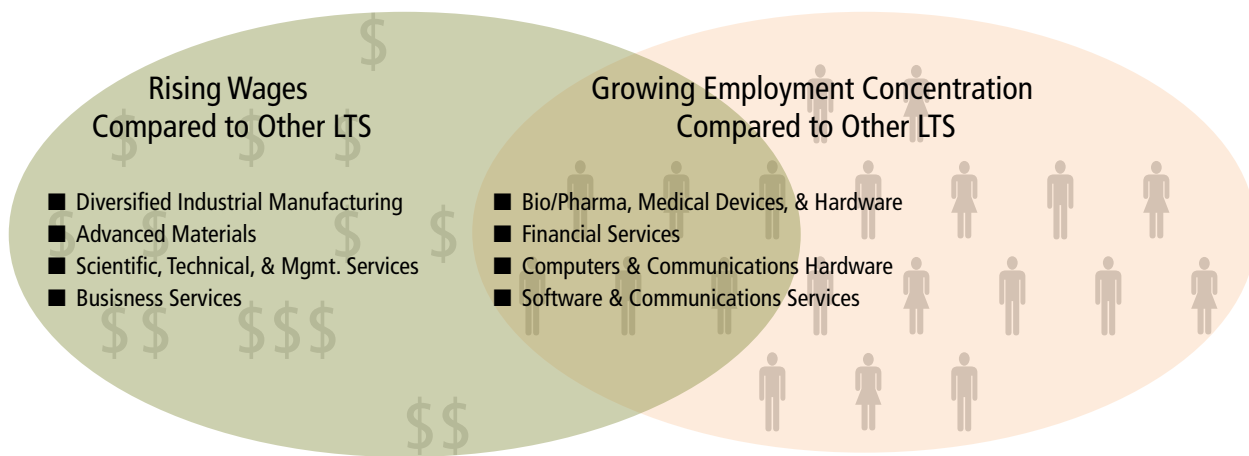 Rising Wages
Compared to Other LTS
■ Diversified Industrial Manufacturing
■ Advanced Materials
■ Scientific, Technical, & Mgmt. Services
■ Busisness Services
Growing Employment Concentration
Compared to Other LTS
■ Bio/Pharma, Medical Devices, & Hardware
■ Financial Services
■ Computers & Communications Hardware
■ Software & Communications Services